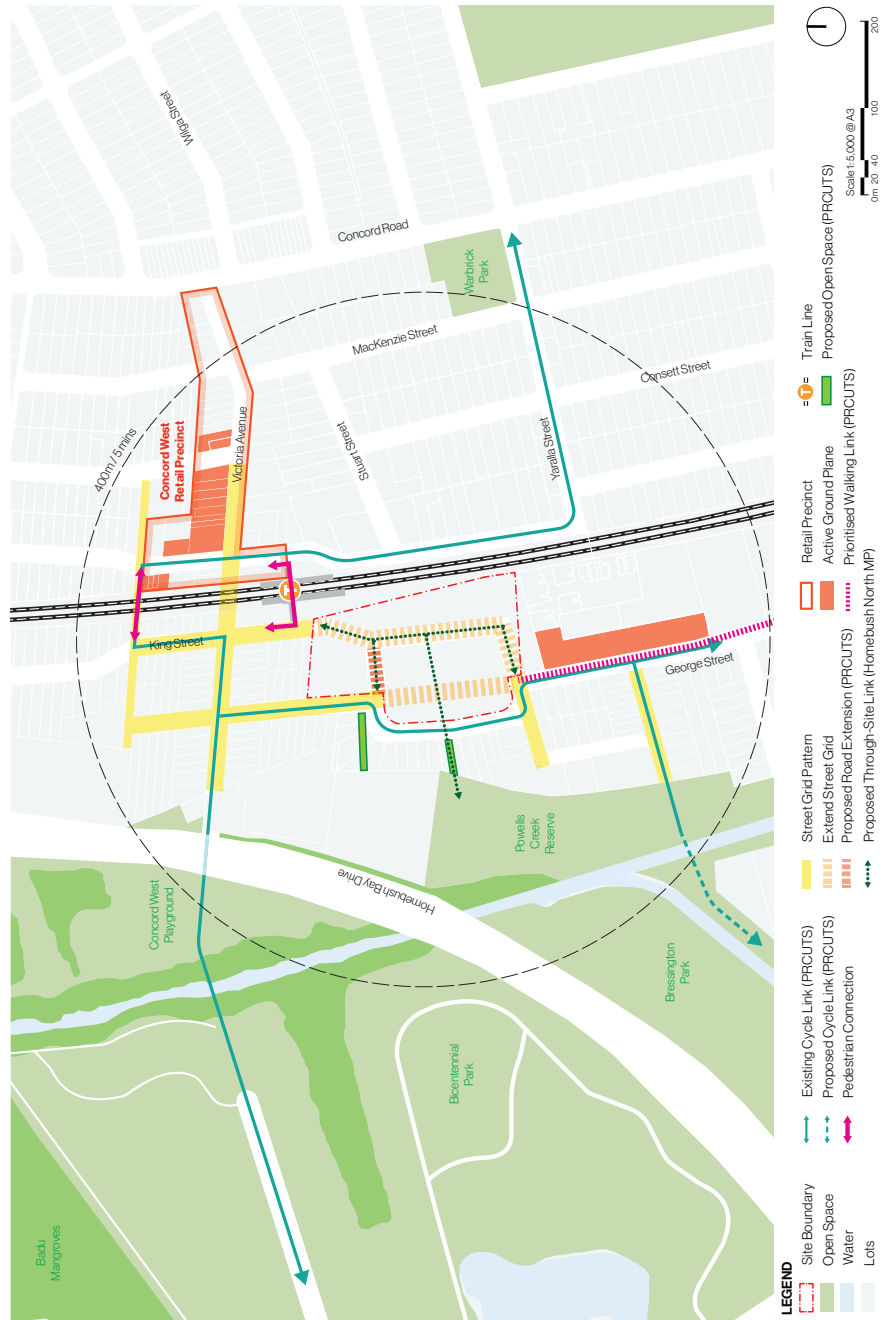 Badu
Mangroves
Concord West
Playground
Bicentennial
Park
Homebush Bay Drive
Bressington
Park
Powells
Creek
Reserve
400m / 5 mins
King Street
Concord West
Retail Precinct
Victoria Avenue
T
George Street
Wilga Street
Concord Road
Stuart Street
MacKenzie Street
Warbrick
Park
Yaralla Street
Consett Street
LEGEND
Site Boundary
Open Space
Water
Lots
Existing Cycle Link (PRCUTS)
Proposed Cycle Link (PRCUTS)
Pedestrian Connection
Street Grid Pattern
Extend Street Grid
Proposed Road Extension (PRCUTS)
Proposed Through-Site Link (Homebush North MP)
Retail Precinct
Active Ground Plane
Prioritised Walking Link (PRCUTS)
=T= Train Line
Proposed Open Space (PRCUTS)
Scale 1: 5,000 @ A3
0m 20 40 100 200